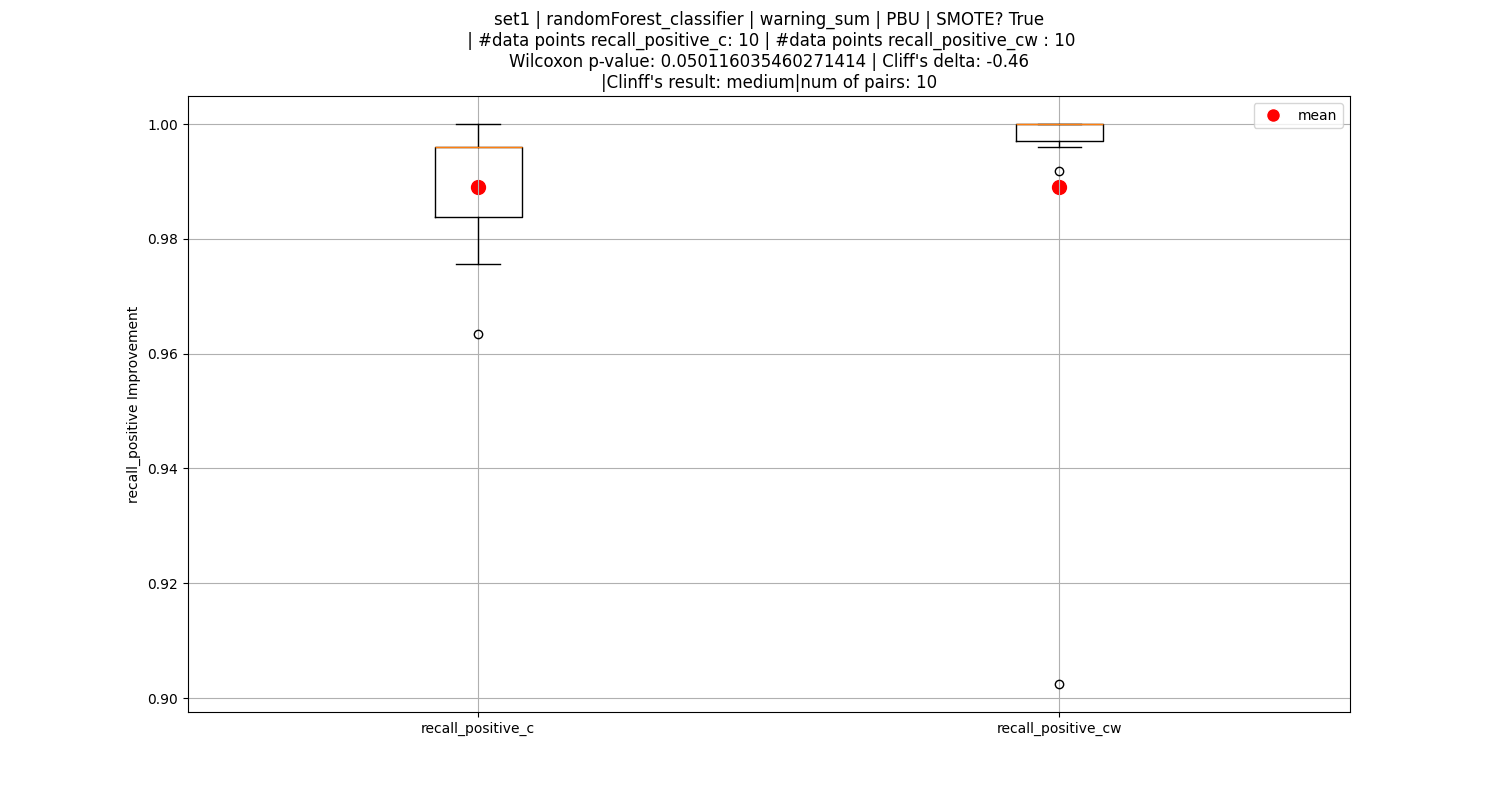 set1 | randomForest_classifier | warning_sum | PBU | SMOTE? True
| #data points recall_positive_c: 10 | #data points recall_positive_cw : 10
Wilcoxon p-value: 0.050116035460271414 | Cliff's delta: -0.46
|Clinff's result: medium|num of pairs: 10
mean
1.00
0.98
0.96
0.94
0.92
0.90
recall_positive Improvement
recall_positive_c
recall_positive_cw